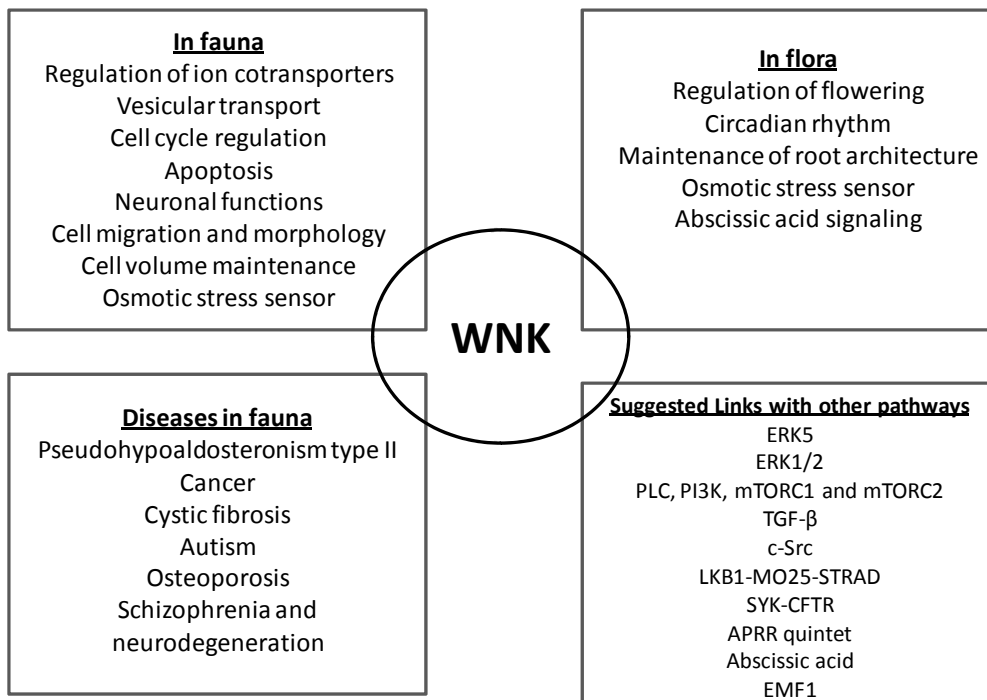 In fauna
Regulation of ion cotransporters
Vesicular transport
Cell cycle regulation
Apoptosis
Neuronal functions
Cell migration and morphology
Cell volume maintenance
Osmotic stress sensor
In flora
Regulation of flowering
Circadian rhythm
Maintenance of root architecture
Osmotic stress sensor
Abscissic acid signaling
WNK
Diseases in fauna
Pseudohypoaldosteronism type II
Cancer
Cystic fibrosis
Autism
Osteoporosis
Schizophrenia and
neurodegeneration
Suggested Links with other pathways
ERK5
ERK1/2
PLC, PI3K, mTORC1 and mTORC2
TGF-β
c-Src
LKB1-MO25-STRAD
SYK-CFTR
APRR quintet
Abscissic acid
EMF1